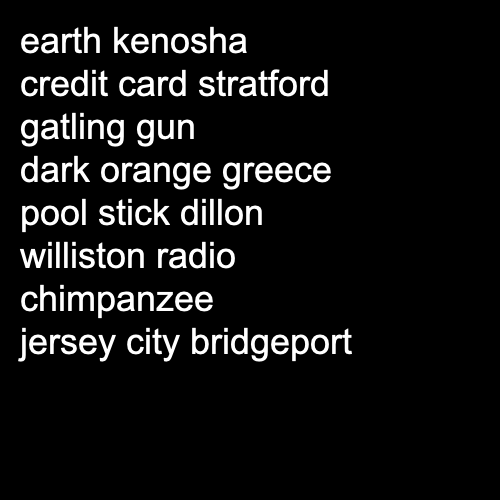 earth kenosha
credit card stratford
gatling gun
dark orange greece
pool stick dillon
williston radio
chimpanzee
jersey city bridgeport